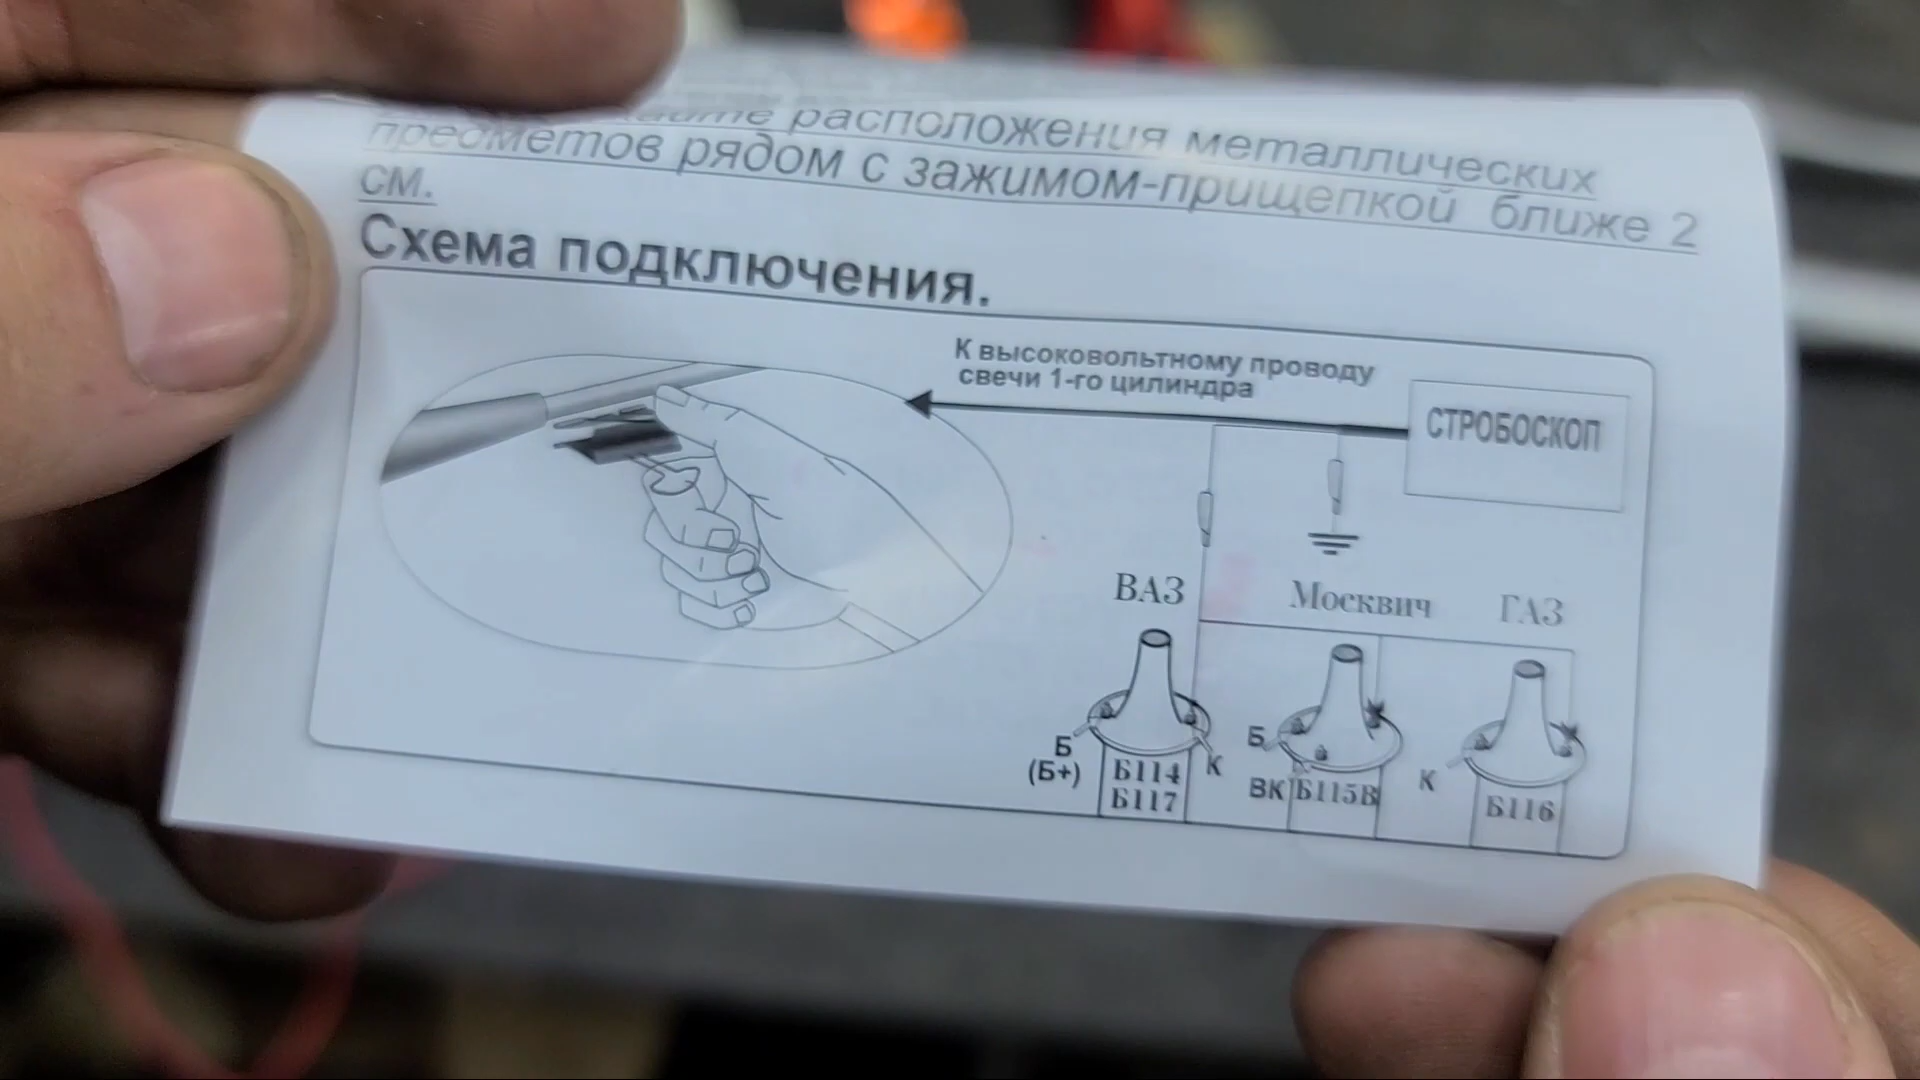 расположения металлических
предметов рядом с зажимом-прищепкой ближе 2
см.
Схема подключения.
К высоковольтному проводу
свечи 1-го цилиндра
СТРОБОСКОП
ВАЗ
Москвич
ГАЗ
Б
(Б+)
Б114
Б117
К
Б
ВК
Б115В
К
Б116